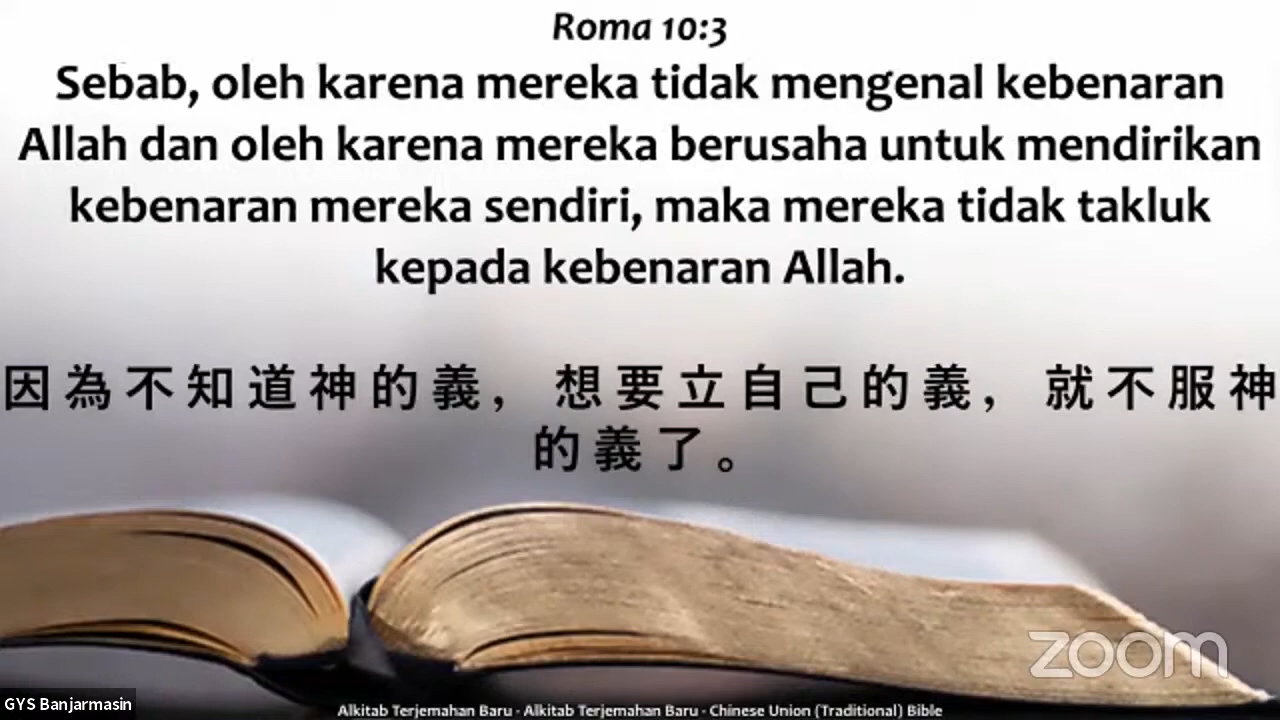 Roma 10:3
Sebab, oleh karena mereka tidak mengenal kebenaran
Allah dan oleh karena mereka berusaha untuk mendirikan
kebenaran mereka sendiri, maka mereka tidak takluk
kepada kebenaran Allah.
因為不知道神的義，想要立自己的義，就不服神
的義了。
zoom
GYS Banjarmasin
Alkitab Terjemahan Baru - Alkitab Terjemahan Baru - Chinese Union (Traditional) Bible